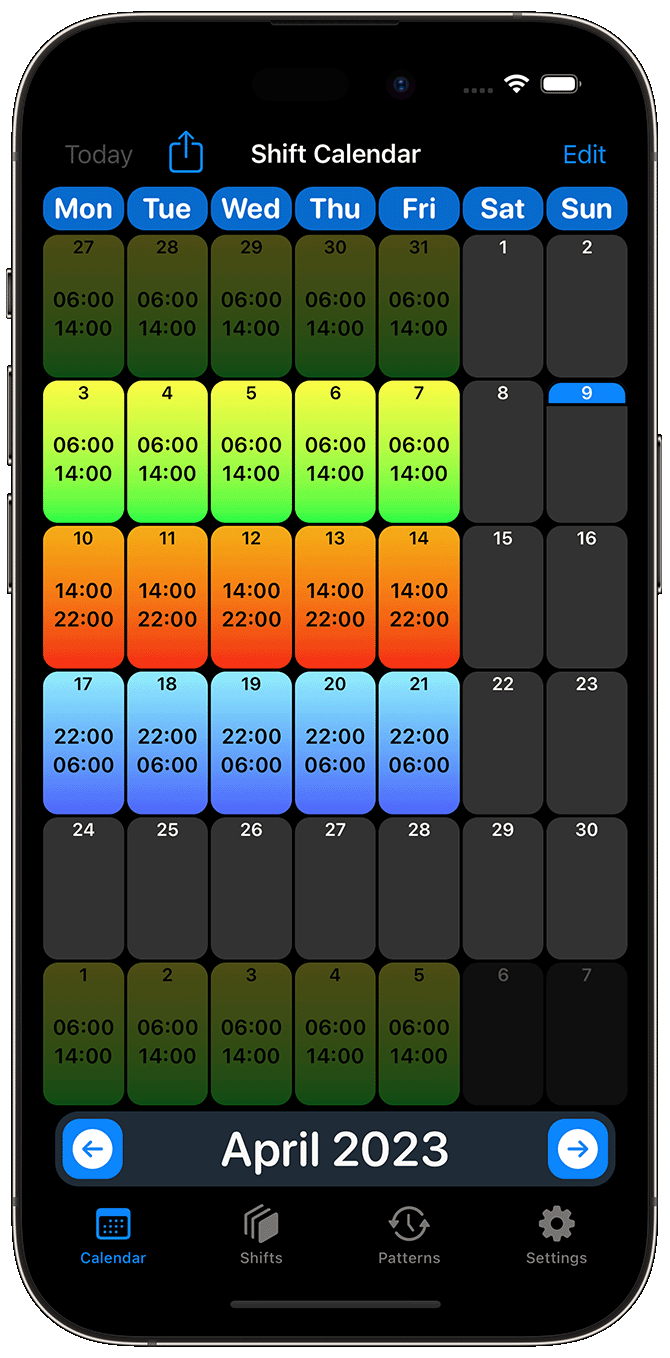 Today Shift Calendar Edit
Mon Tue Wed Thu Fri Sat Sun
27 28 29 30 31 1 2
06:00 06:00 06:00 06:00 06:00
14:00 14:00 14:00 14:00 14:00
3 4 5 6 7 8 9
06:00 06:00 06:00 06:00 06:00
14:00 14:00 14:00 14:00 14:00
10 11 12 13 14 15 16
14:00 14:00 14:00 14:00 14:00
22:00 22:00 22:00 22:00 22:00
17 18 19 20 21 22 23
22:00 22:00 22:00 22:00 22:00
06:00 06:00 06:00 06:00 06:00
24 25 26 27 28 29 30
1 2 3 4 5 6 7
06:00 06:00 06:00 06:00 06:00
14:00 14:00 14:00 14:00 14:00
April 2023
Calendar Shifts Patterns Settings